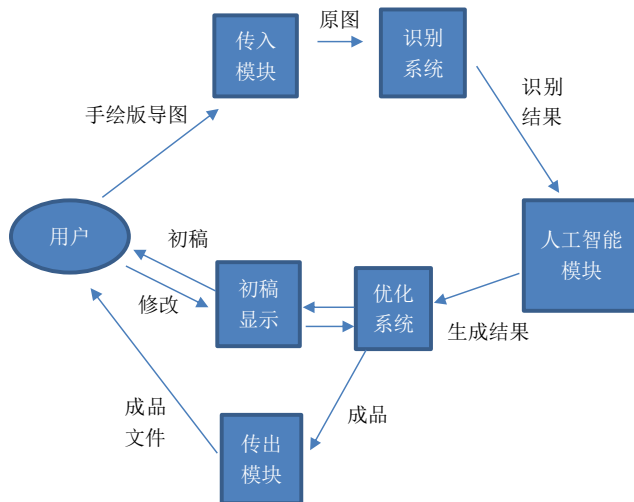 传入
模块
原图
识别
系统
手绘版导图
识别
结果
用户
初稿
人工智能
模块
修改
初稿
显示
优化
系统
生成结果
成品
文件
成品
传出
模块